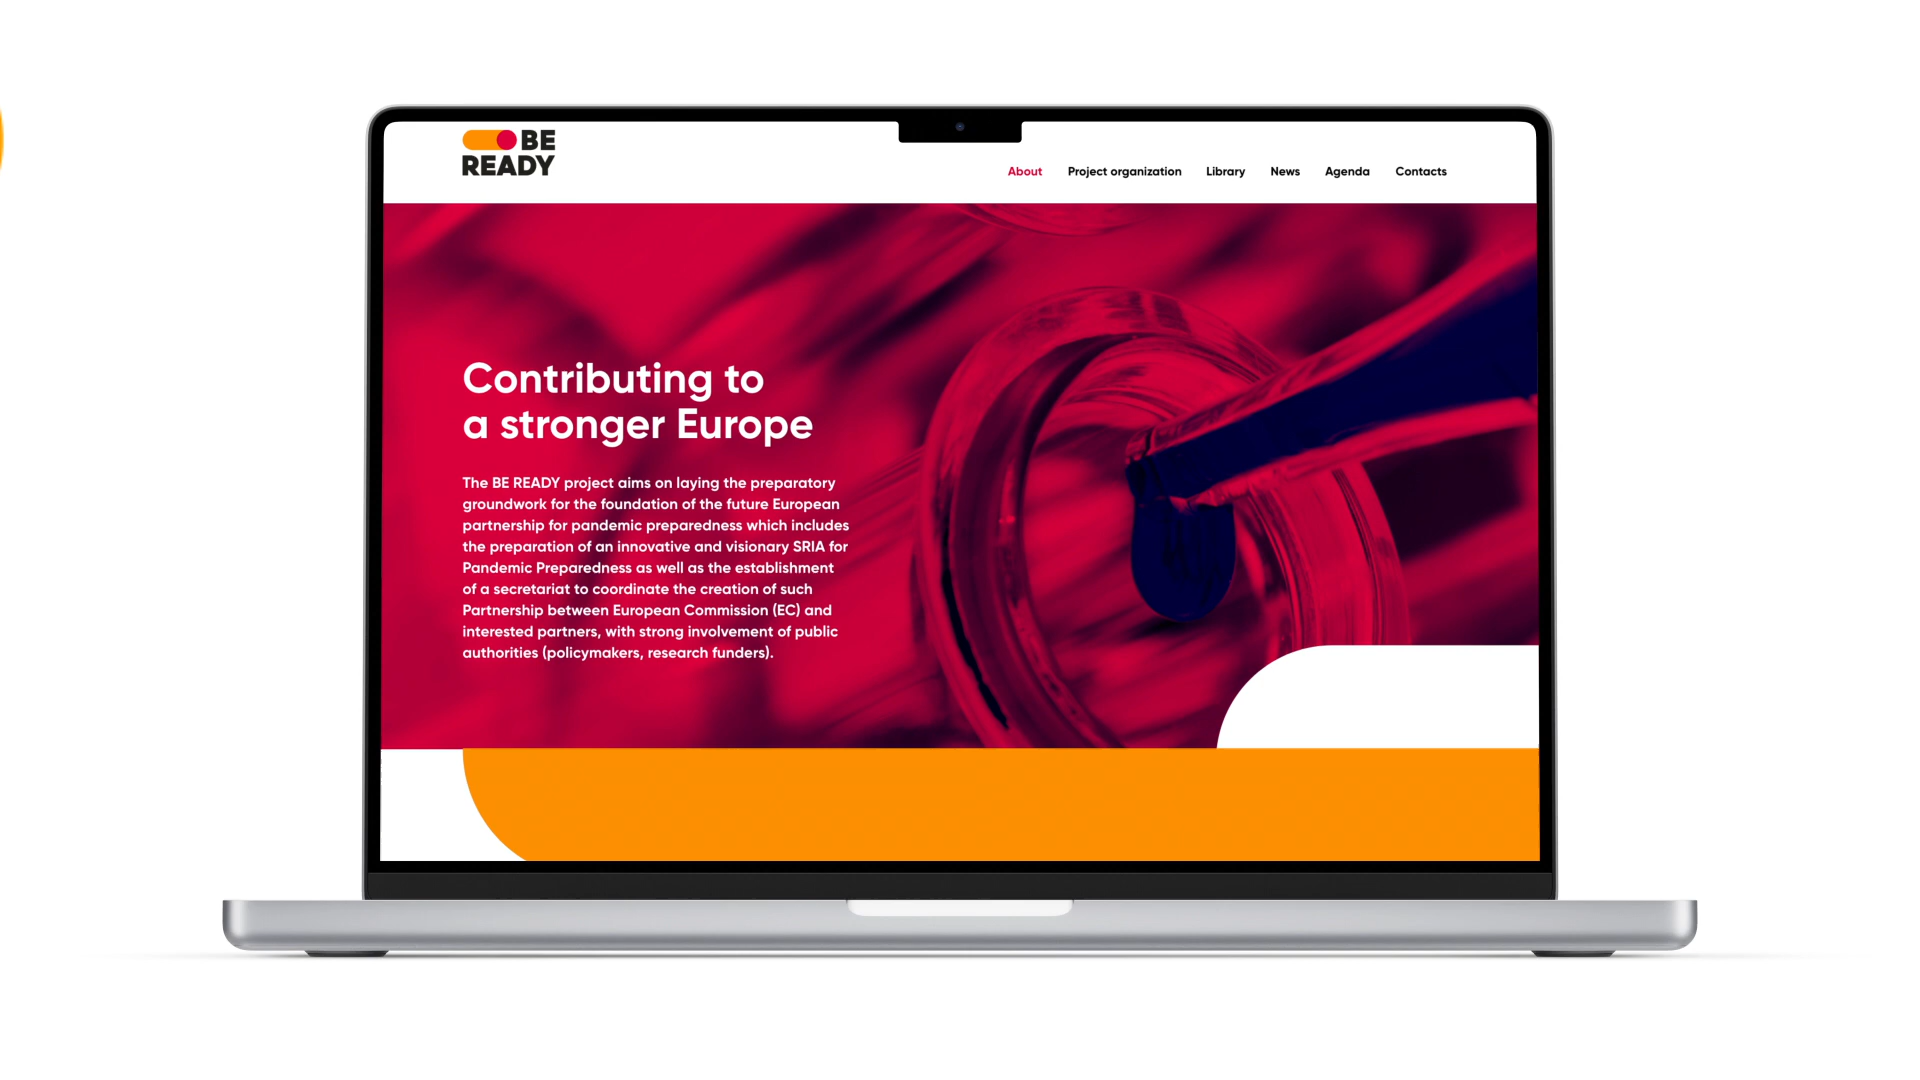 BE
READY
About Project organization Library News Agenda Contacts
Contributing to
a stronger Europe
The BE READY project aims on laying the preparatory
groundwork for the foundation of the future European
partnership for pandemic preparedness which includes
the preparation of an innovative and visionary SRIA for
Pandemic Preparedness as well as the establishment
of a secretariat to coordinate the creation of such
Partnership between European Commission (EC) and
interested partners, with strong involvement of public
authorities (policymakers, research funders).